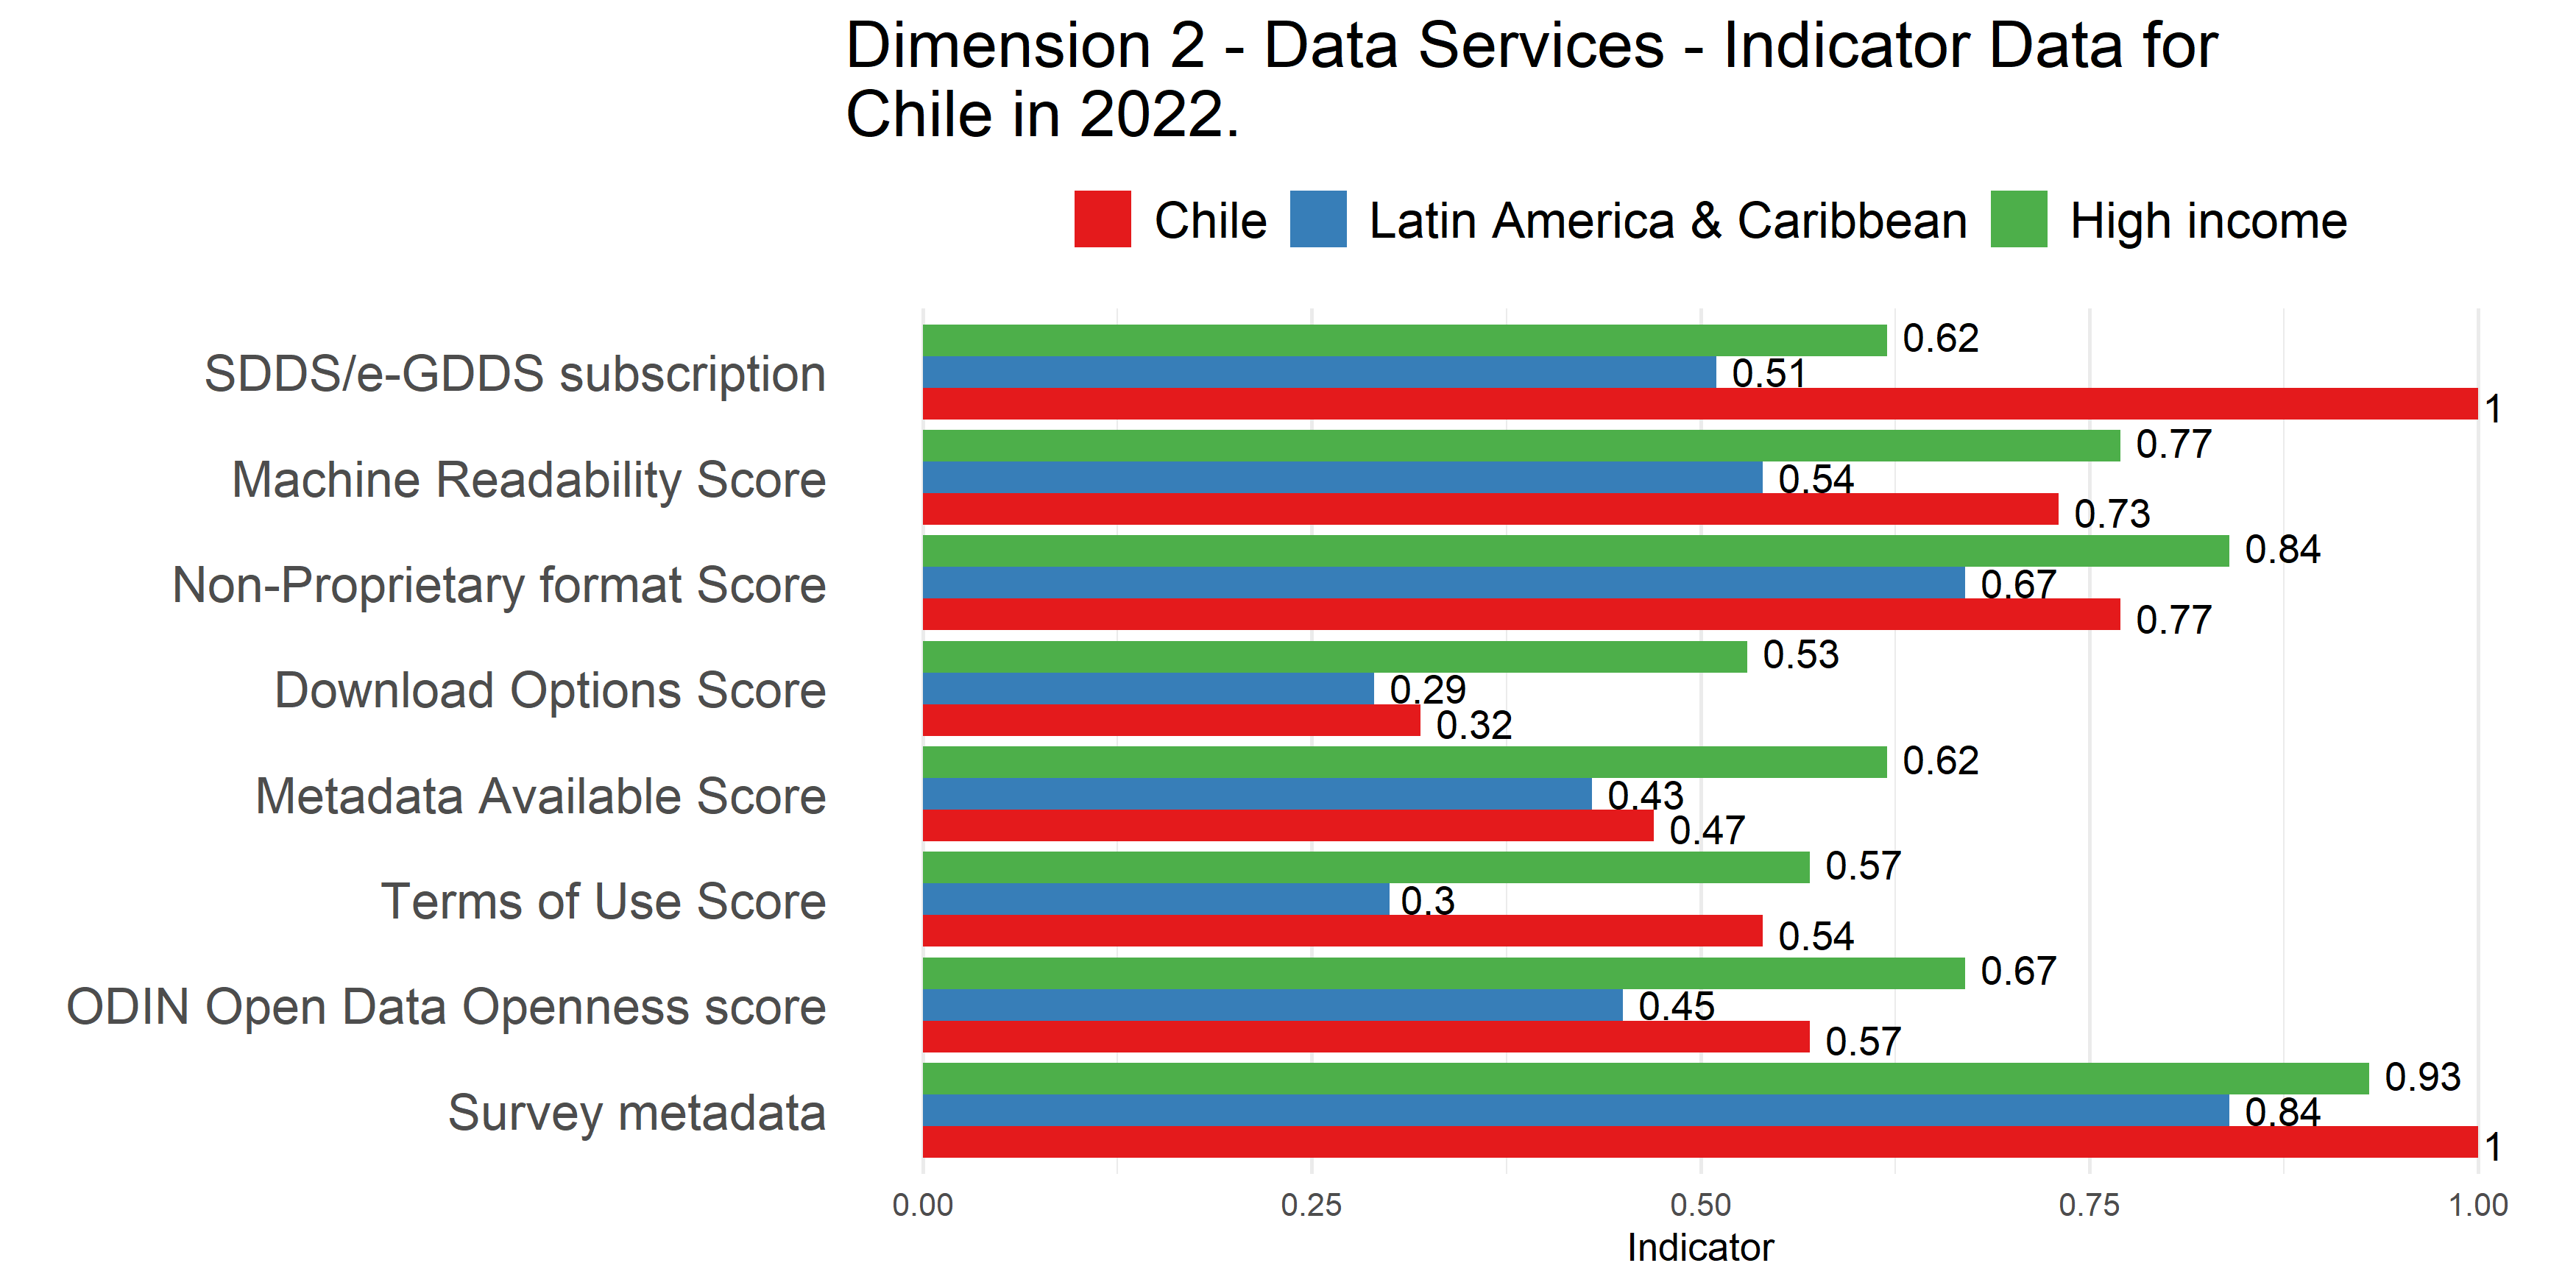 Dimension 2 - Data Services - Indicator Data for
Chile in 2022.
Chile Latin America & Caribbean High income
SDDS/e-GDDS subscription
0.62
0.51
1
Machine Readability Score
0.77
0.54
0.73
Non-Proprietary format Score
0.84
0.67
0.77
Download Options Score
0.53
0.29
0.32
Metadata Available Score
0.62
0.43
0.47
Terms of Use Score
0.57
0.3
0.54
ODIN Open Data Openness score
0.67
0.45
0.57
Survey metadata
0.93
0.84
1
0.00 0.25 0.50 0.75 1.00
Indicator